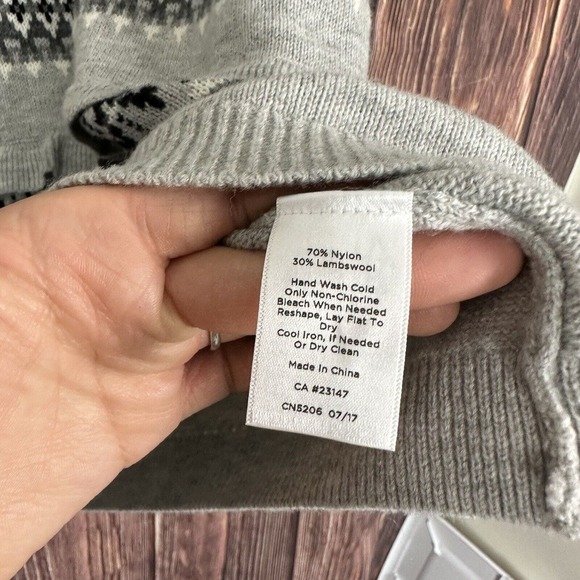 70% Nylon
30% Lambswool
Hand Wash Cold
Only Non-Chlorine
Bleach When Needed
Reshape, Lay Flat To
Dry
Cool Iron, If Needed
Or Dry Clean
Made In China
CA #23147
CN5206 07/17